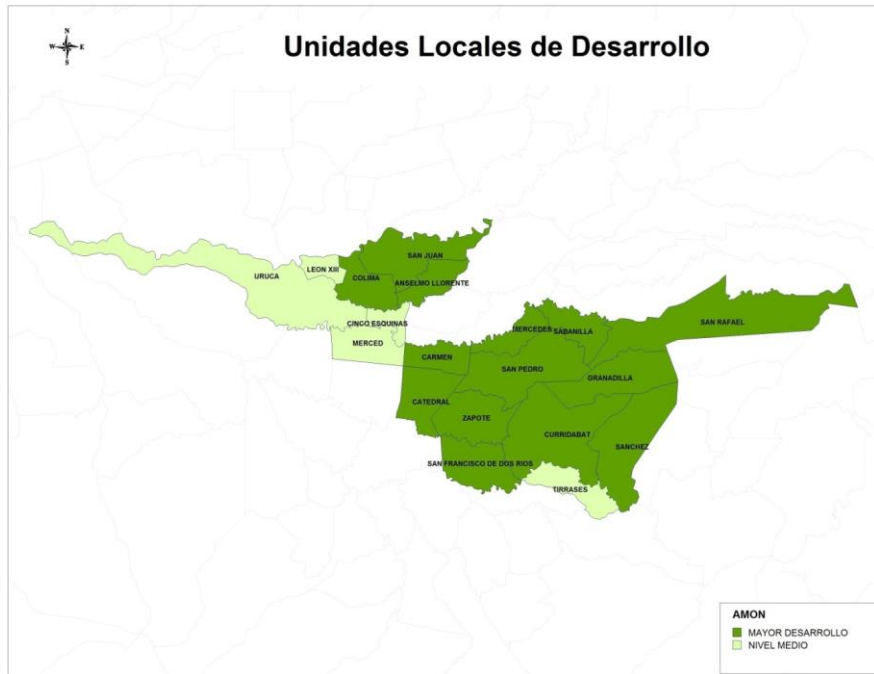 Unidades Locales de Desarrollo
N
W E
S
SAN JUAN
LEON XIII
URUCA
COLIMA
ANSELMO LLORENTE
CINCO ESQUINAS
MERCED
SAN RAFAEL
MERCEDES
SABANILLA
CARMEN
SAN PEDRO
GRANADILLA
CATEDRAL
ZAPOTE
CURRIDABAT
SANCHEZ
SAN FRANCISCO DE DOS RIOS
TIRRASES
AMON
MAYOR DESARROLLO
NIVEL MEDIO